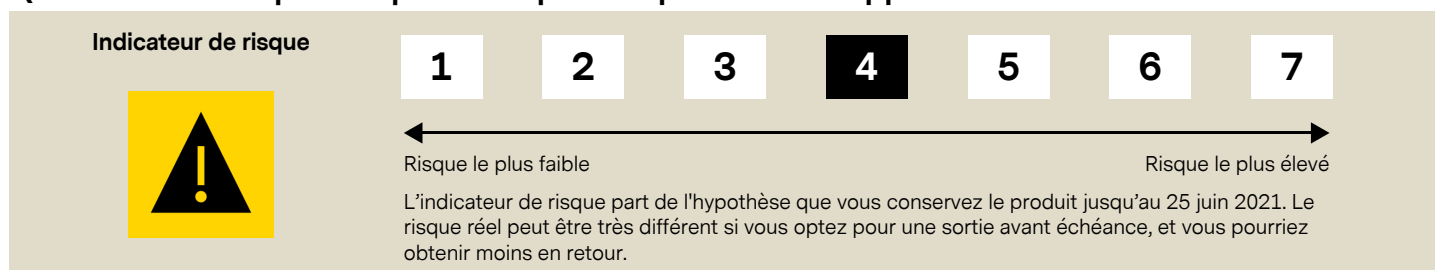 Indicateur de risque
1 2 3 4 5 6 7
Risque le plus faible Risque le plus élevé
L’indicateur de risque part de l'hypothèse que vous conservez le produit jusqu’au 25 juin 2021. Le
risque réel peut être très différent si vous optez pour une sortie avant échéance, et vous pourriez
obtenir moins en retour.